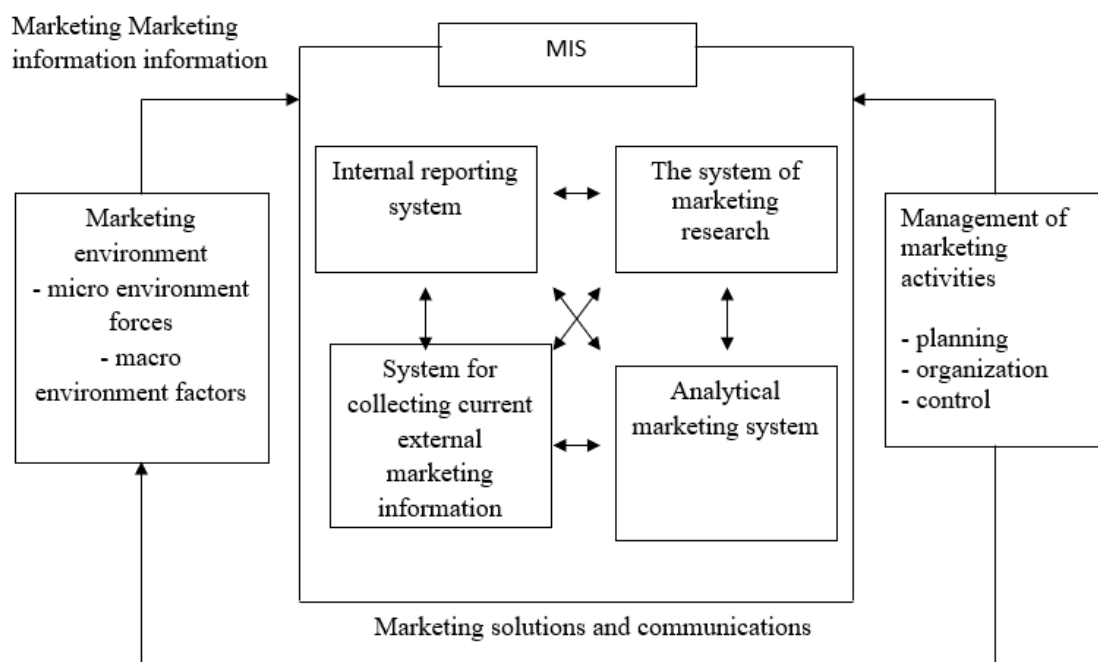 Marketing Marketing
information information
MIS
Internal reporting
system
The system of
marketing
research
Marketing
environment
- micro environment
forces
- macro
environment factors
Management of
marketing
activities
- planning
- organization
- control
System for
collecting current
external
marketing
information
Analytical
marketing system
Marketing solutions and communications